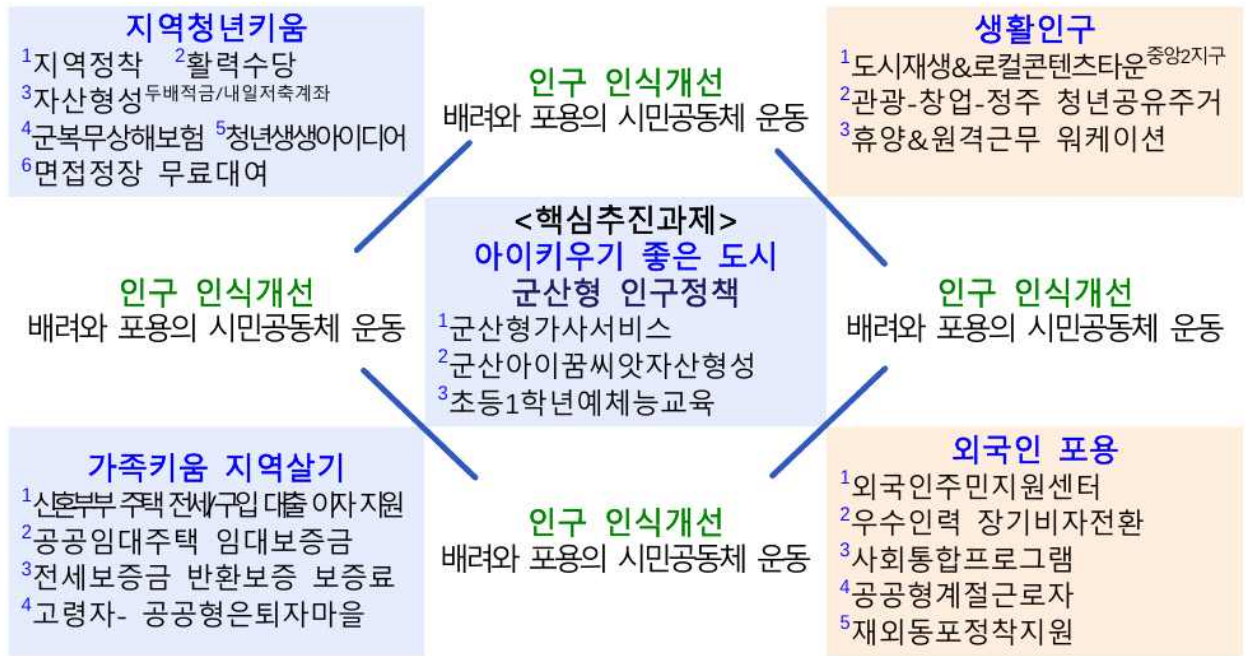 지역청년키움
1지역정착 2활력수당
3자산형성두배적금/내일저축계좌
4군복무상해보험 5청년생생아이디어
6면접정장 무료대여
인구 인식개선
배려와 포용의 시민공동체 운동
생활인구
1도시재생&로컬콘텐츠타운중앙2지구
2관광-창업-정주 청년공유주거
3휴양&원격근무 워케이션
인구 인식개선
배려와 포용의 시민공동체 운동
<핵심추진과제>
아이키우기 좋은 도시
군산형 인구정책
1군산형가사서비스
2군산아이꿈씨앗자산형성
3초등1학년예체능교육
인구 인식개선
배려와 포용의 시민공동체 운동
가족키움 지역살기
1신혼부부 주택 전세/구입 대출 이자 지원
2공공임대주택 임대보증금
3전세보증금 반환보증 보증료
4고령자- 공공형은퇴자마을
인구 인식개선
배려와 포용의 시민공동체 운동
외국인 포용
1외국인주민지원센터
2우수인력 장기비자전환
3사회통합프로그램
4공공형계절근로자
5재외동포정착지원